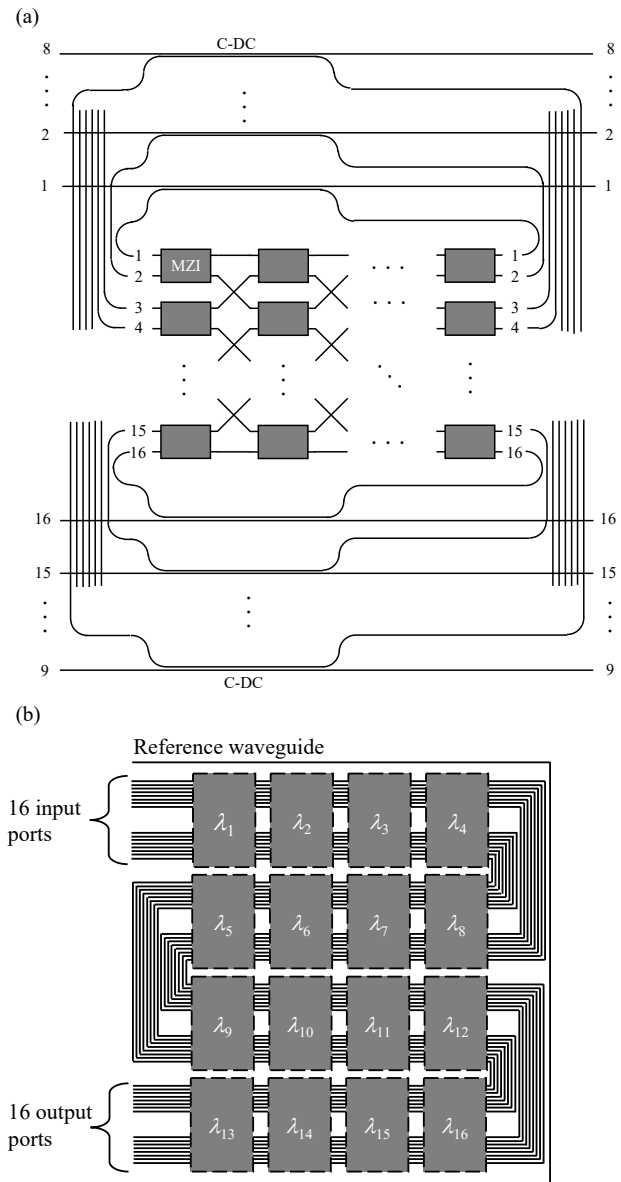 (a)
C-DC
8 8
2 2
1 1
1 MZI 1
2 2
3 3
4 4
15 15
16 16
16 16
15 15
9 9
C-DC
(b)
Reference waveguide
16 input
ports
λ1 λ2 λ3 λ4
λ5 λ6 λ7 λ8
λ9 λ10 λ11 λ12
16 output
ports
λ13 λ14 λ15 λ16